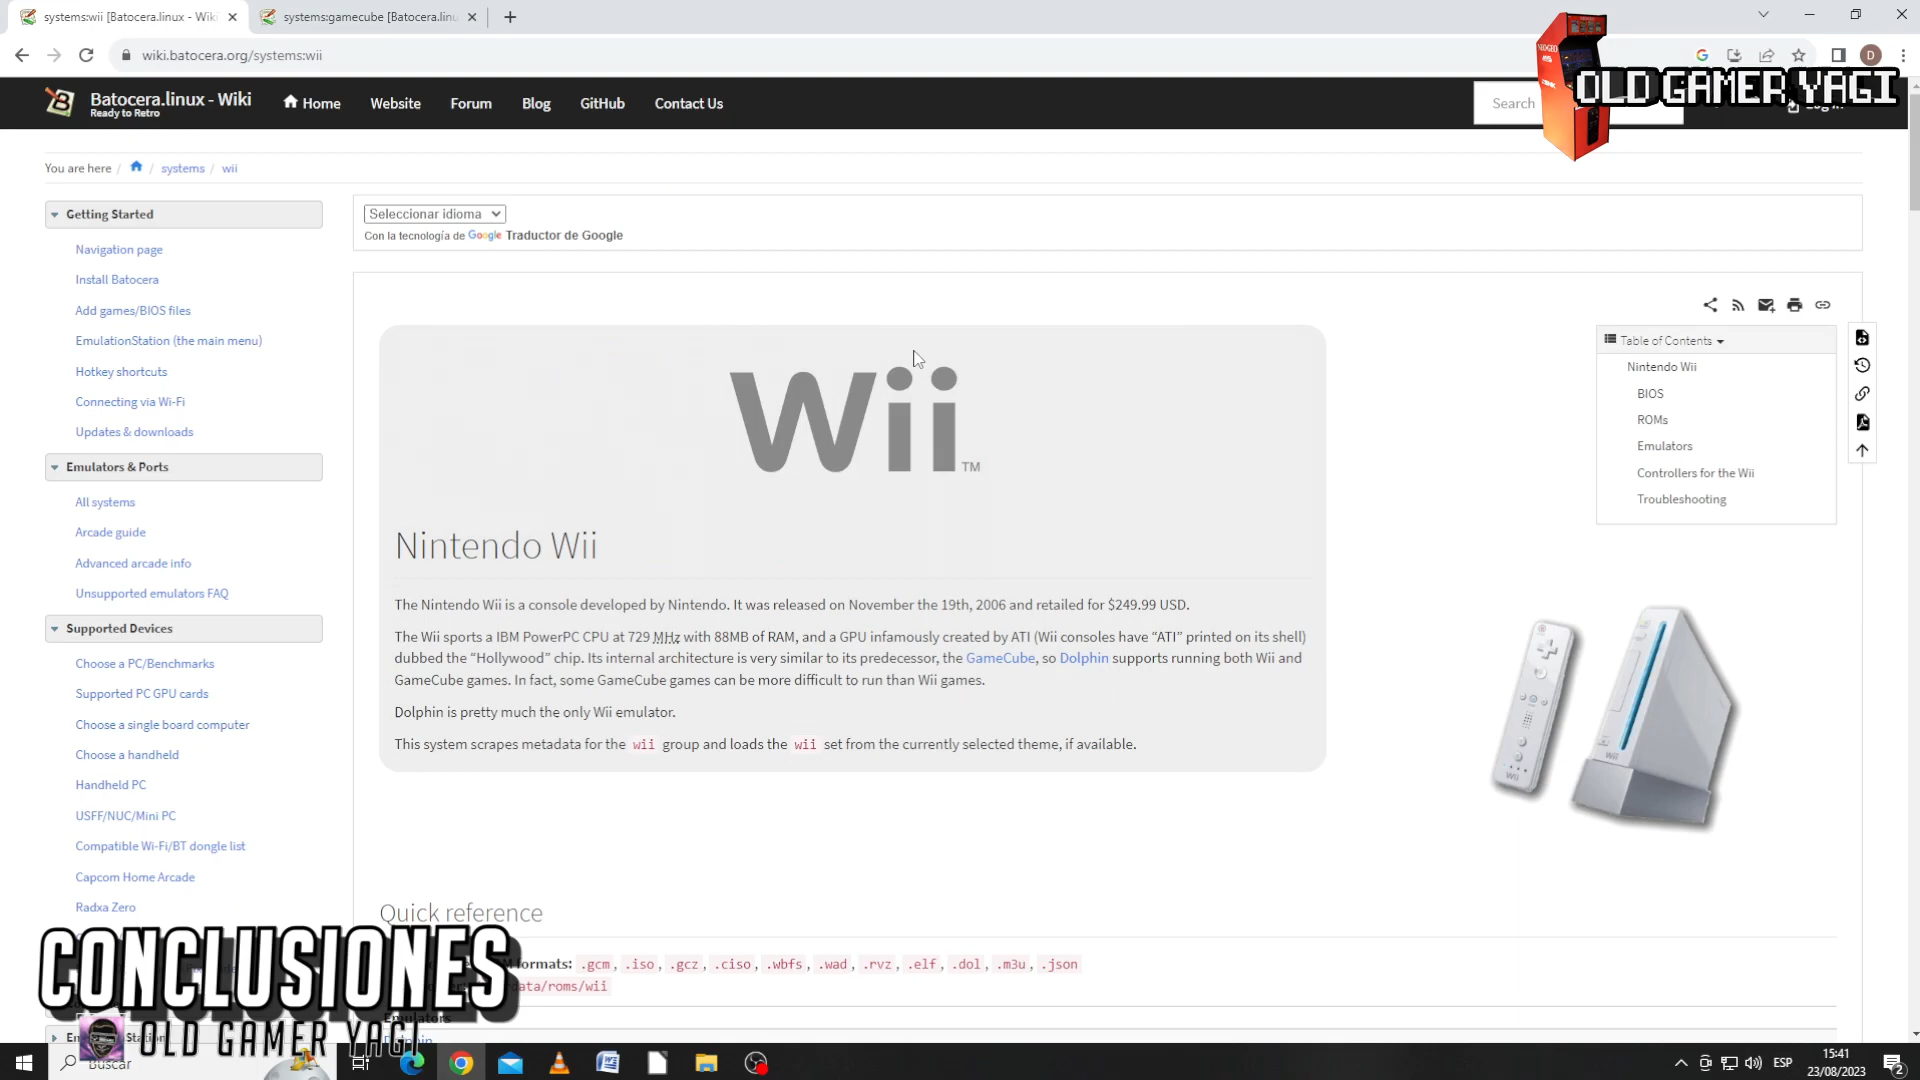 systems:wii [Batocera.linux - Wiki
systems:gamecube [Batocera.linu
wiki.batocera.org/systems:wii
D
Batocera.linux - Wiki
Ready to Retro
Home
Website
Forum
Blog
GitHub
Contact Us
Search
OLD GAMER YAGI
You are here / / systems / wii
Getting Started
Navigation page
Install Batocera
Add games/BIOS files
EmulationStation (the main menu)
Hotkey shortcuts
Connecting via Wi-Fi
Updates & downloads
Emulators & Ports
All systems
Arcade guide
Advanced arcade info
Unsupported emulators FAQ
Supported Devices
Choose a PC/Benchmarks
Supported PC GPU cards
Choose a single board computer
Choose a handheld
Handheld PC
USFF/NUC/Mini PC
Compatible Wi-Fi/BT dongle list
Capcom Home Arcade
Radxa Zero
Seleccionar idioma
Con la tecnología de Google Traductor de Google
Wii TM
Nintendo Wii
The Nintendo Wii is a console developed by Nintendo. It was released on November the 19th, 2006 and retailed for $249.99 USD.
The Wii sports a IBM PowerPC CPU at 729 MHz with 88MB of RAM, and a GPU infamously created by ATI (Wii consoles have “ATI” printed on its shell)
dubbed the “Hollywood” chip. Its internal architecture is very similar to its predecessor, the GameCube, so Dolphin supports running both Wii and
GameCube games. In fact, some GameCube games can be more difficult to run than Wii games.
Dolphin is pretty much the only Wii emulator.
This system scrapes metadata for the wii group and loads the wii set from the currently selected theme, if available.
Table of Contents
Nintendo Wii
BIOS
ROMs
Emulators
Controllers for the Wii
Troubleshooting
Wii
Wii
Quick reference
formats: .gcm, .iso, .gcz, .ciso, .wbfs, .wad, .rvz, .elf, .dol, .m3u, .json
data/roms/wii
Emulators
Dolphin
CONCLUSIONES
OLD GAMER YAGI
Buscar
ESP
15:41
23/08/2023
2